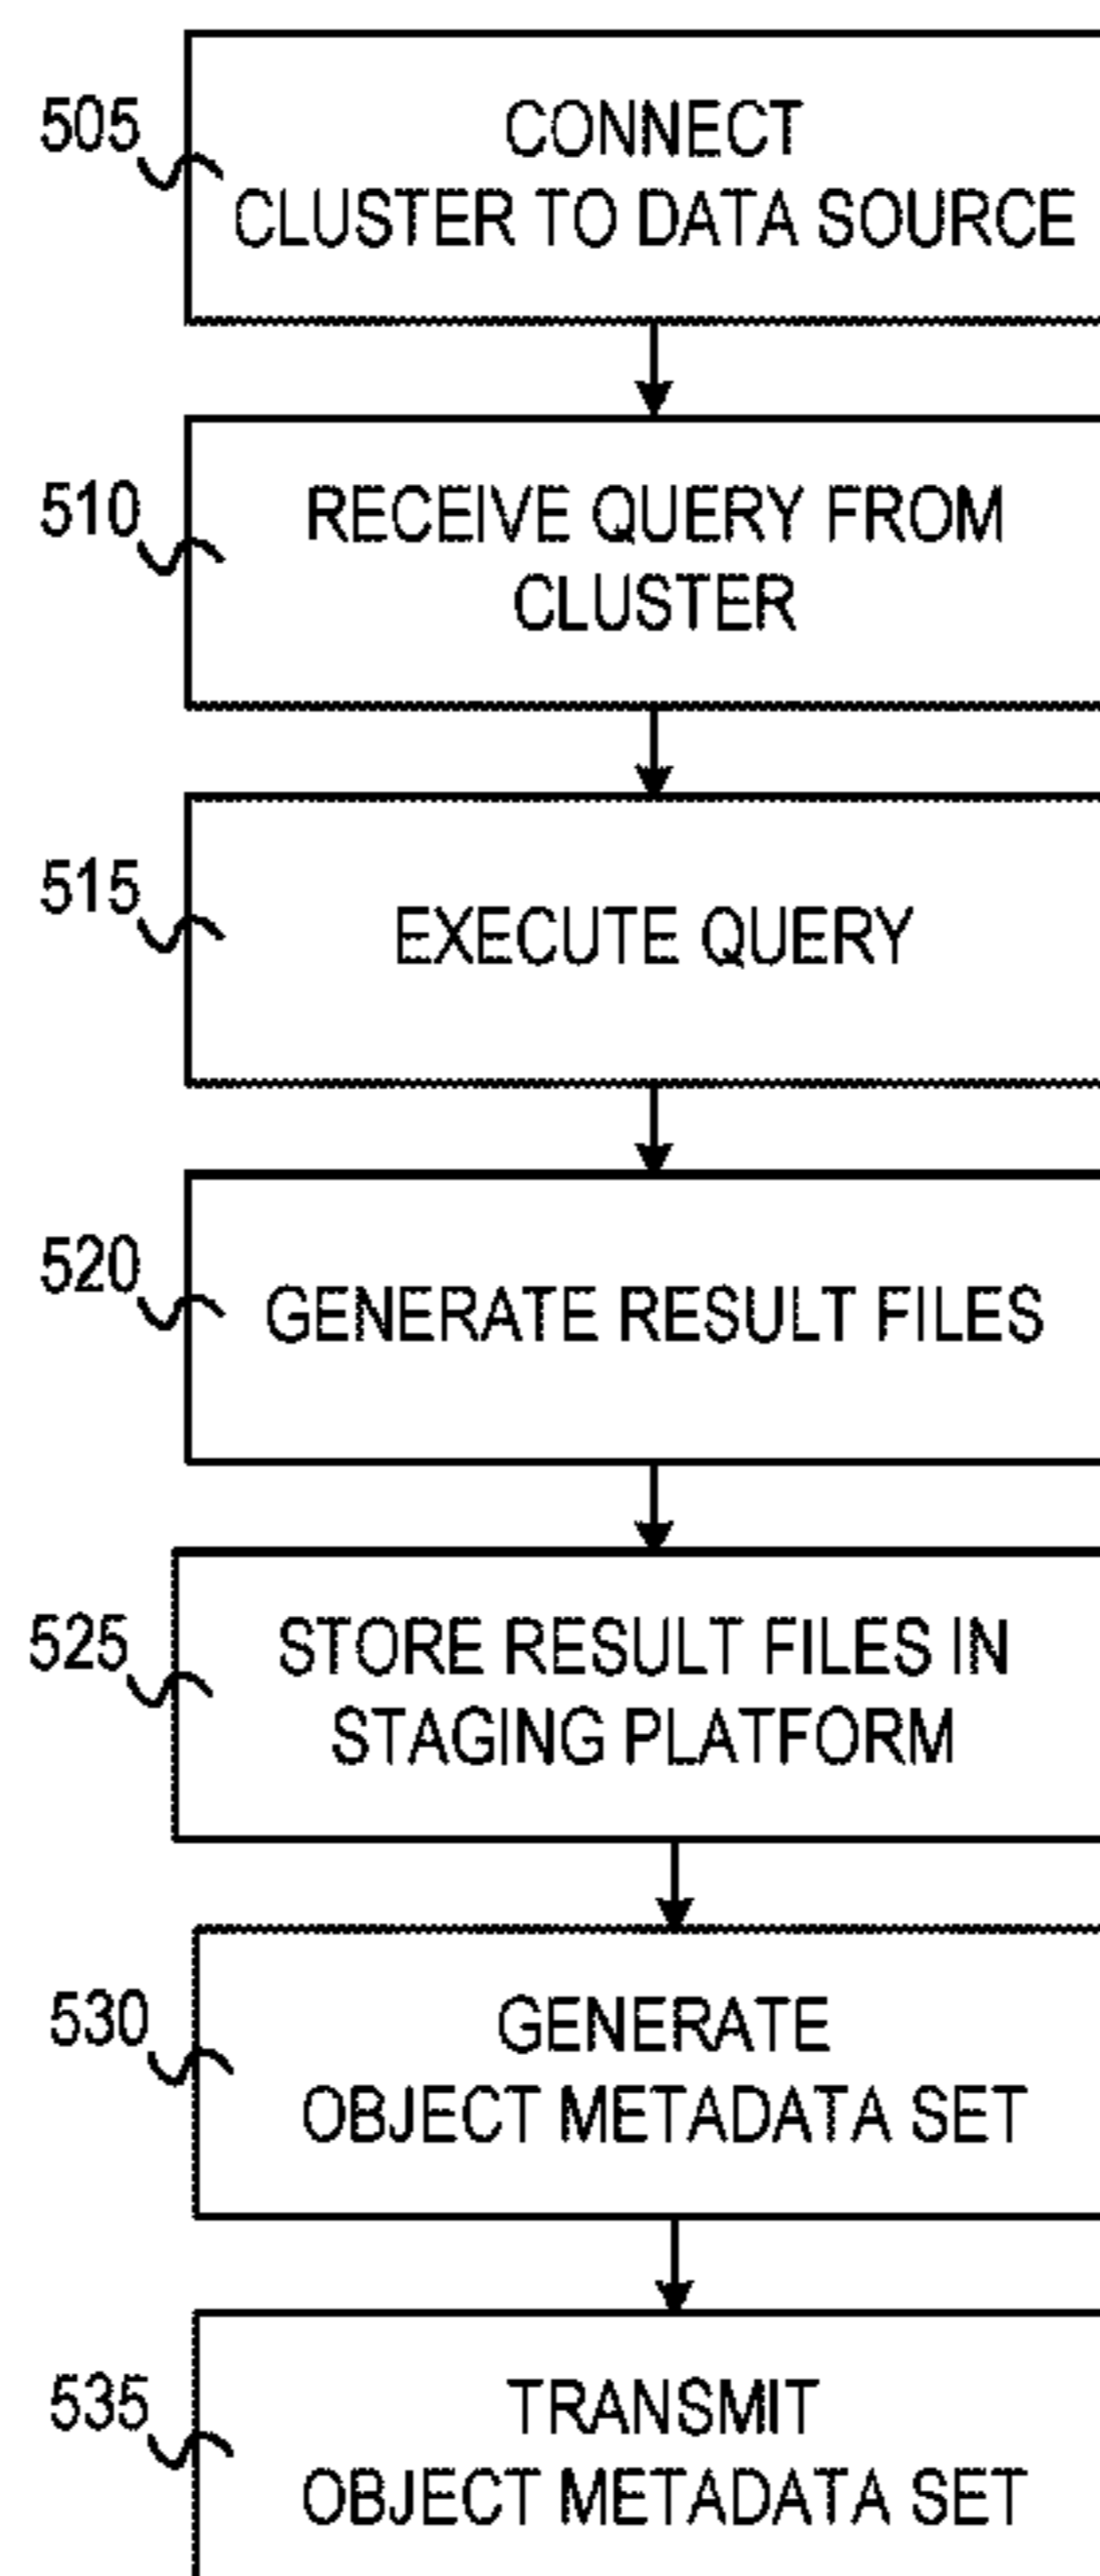 505
CONNECT
CLUSTER TO DATA SOURCE
510
RECEIVE QUERY FROM
CLUSTER
515
EXECUTE QUERY
520
GENERATE RESULT FILES
525
STORE RESULT FILES IN
STAGING PLATFORM
530
GENERATE
OBJECT METADATA SET
535
TRANSMIT
OBJECT METADATA SET